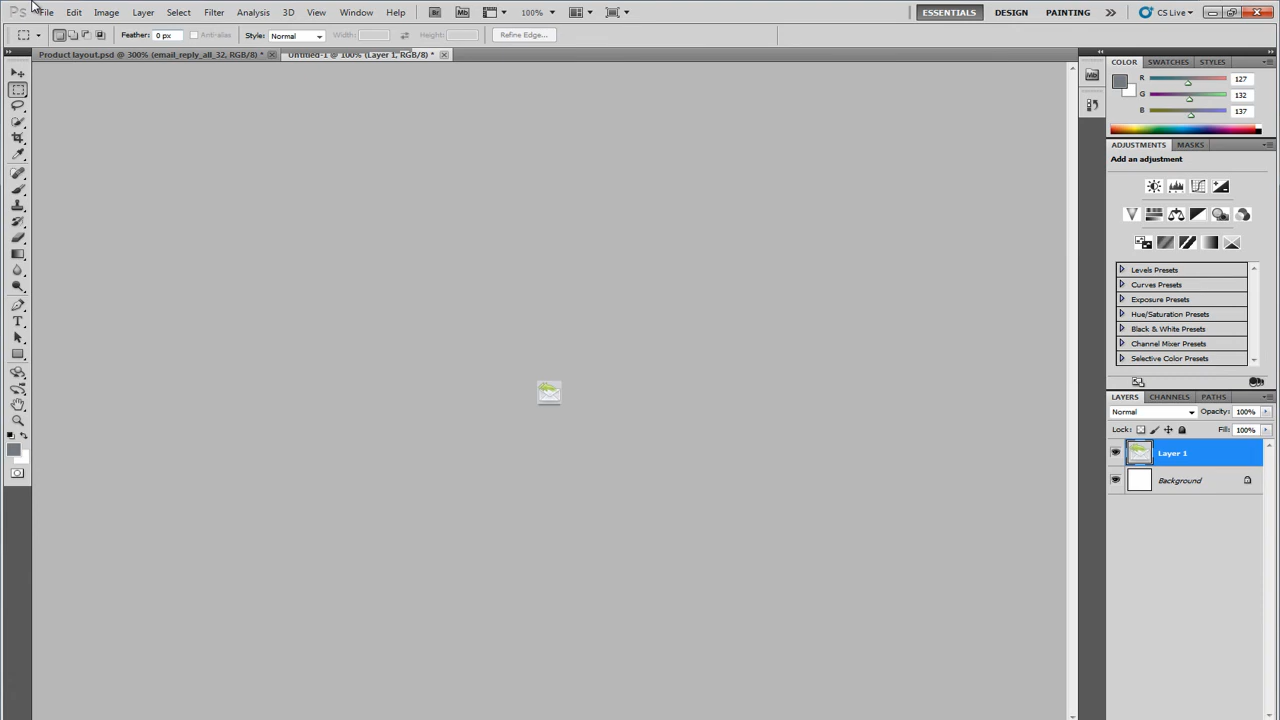 Ps File Edit Image Layer Select Filter Analysis 3D View Window Help Br Mb 100% ESSENTIALS DESIGN PAINTING CS Live
Feather: 0 px Anti-alias Style: Normal Width: Height: Refine Edge...
Product layout.psd @ 300% (email_reply_all_32, RGB/8) * Untitled-1 @ 100% (Layer 1, RGB/8) *
COLOR SWATCHES STYLES
Mb
R 127
G 132
B 137
ADJUSTMENTS MASKS
Add an adjustment
Levels Presets
Curves Presets
Exposure Presets
Hue/Saturation Presets
Black & White Presets
Channel Mixer Presets
Selective Color Presets
LAYERS CHANNELS PATHS
Normal Opacity: 100%
Lock: Fill: 100%
Layer 1
Background